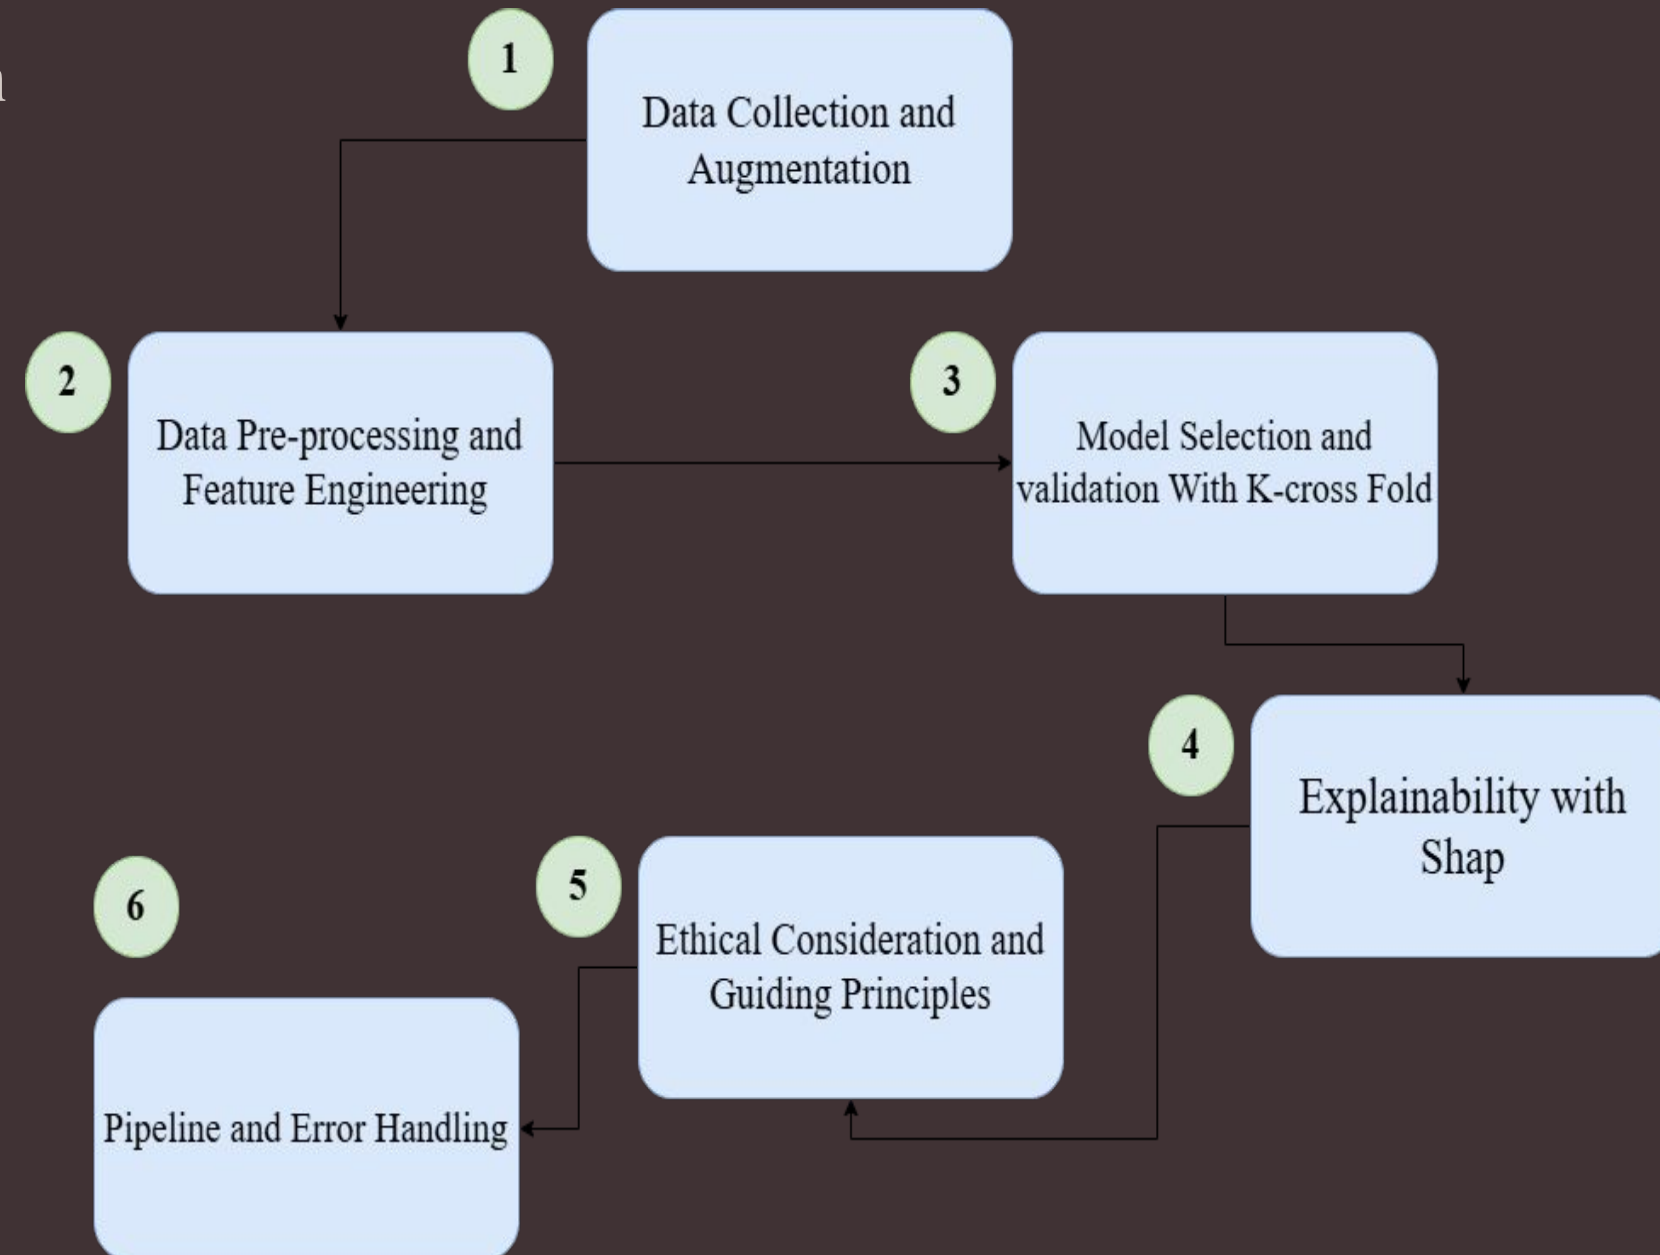 1
Data Collection and
Augmentation
2
Data Pre-processing and
Feature Engineering
3
Model Selection and
validation With K-cross Fold
4
Explainability with
Shap
5
Ethical Consideration and
Guiding Principles
6
Pipeline and Error Handling